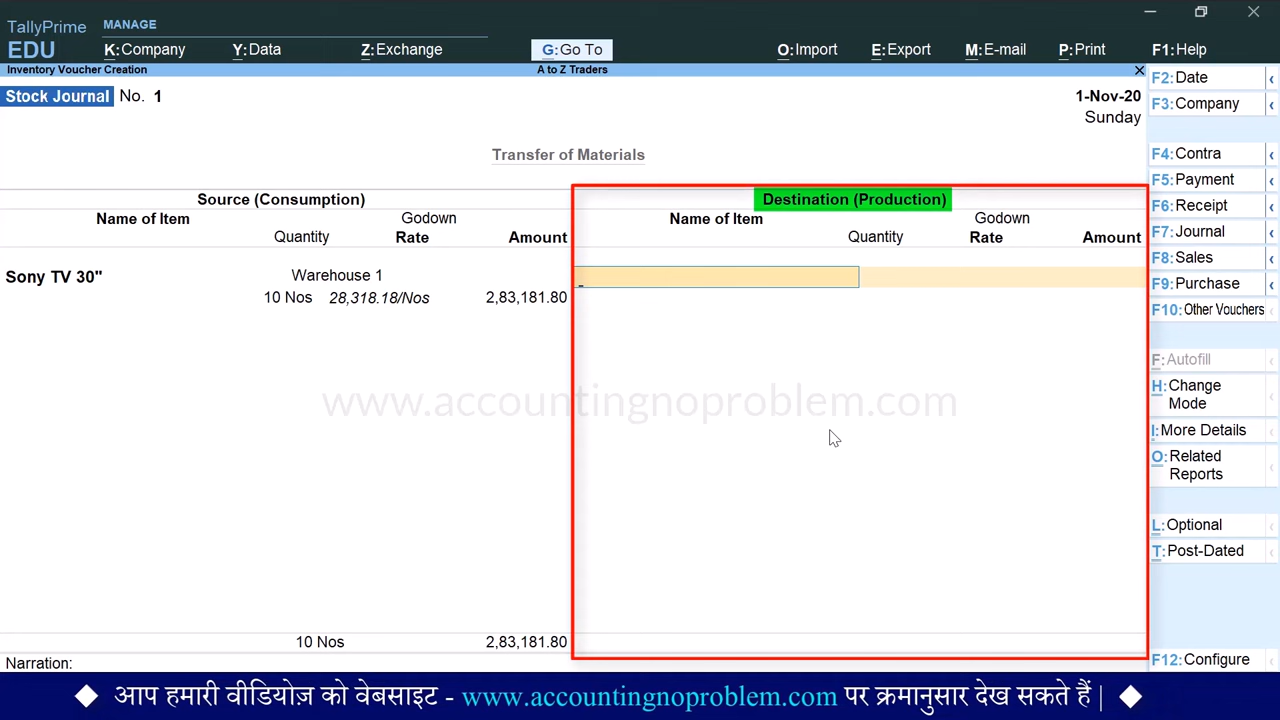 TallyPrime MANAGE
EDU K:Company Y:Data Z:Exchange G:Go To O:Import E:Export M:E-mail P:Print F1:Help
Inventory Voucher Creation A to Z Traders
Stock Journal No. 1 1-Nov-20
Sunday
Transfer of Materials
Source (Consumption) Destination (Production)
Name of Item Godown Name of Item Godown
Quantity Rate Amount Quantity Rate Amount
Sony TV 30" Warehouse 1
10 Nos 28,318.18/Nos 2,83,181.80
www.accountingnoproblem.com
10 Nos 2,83,181.80
Narration:
F2:Date
F3:Company
F4:Contra
F5:Payment
F6:Receipt
F7:Journal
F8:Sales
F9:Purchase
F10:Other Vouchers
F:Autofill
H:Change
Mode
I:More Details
O:Related
Reports
L:Optional
T:Post-Dated
F12:Configure
आप हमारी वीडियोज़ को वेबसाइट - www.accountingnoproblem.com पर क्रमानुसार देख सकते हैं |